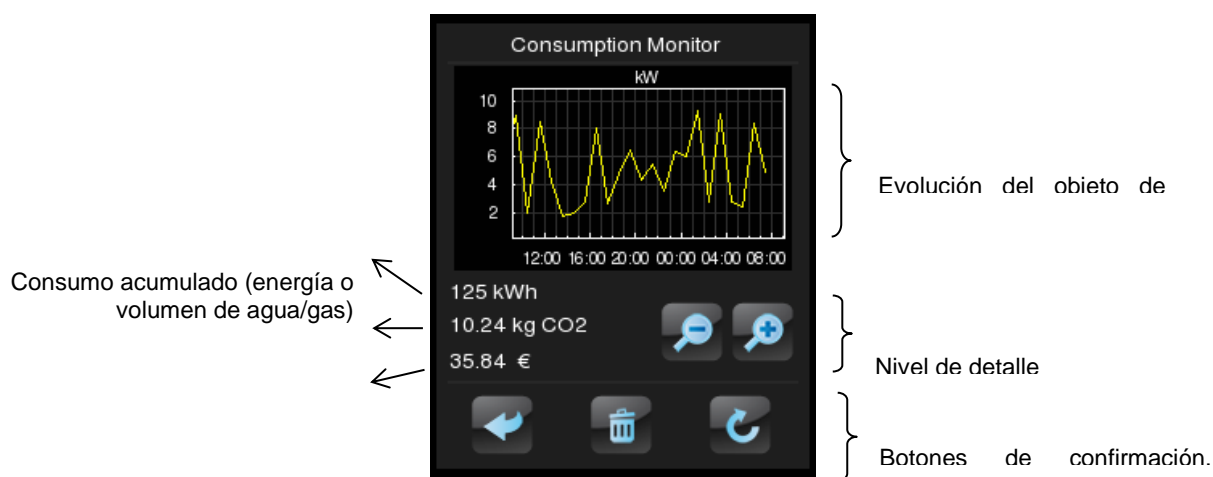 Consumption Monitor
kW
10
8
6
4
2
12:00 16:00 20:00 00:00 04:00 08:00
Evolución del objeto de
Consumo acumulado (energía o
volumen de agua/gas)
125 kWh
10.24 kg CO2
35.84 €
Nivel de detalle
Botones de confirmación.